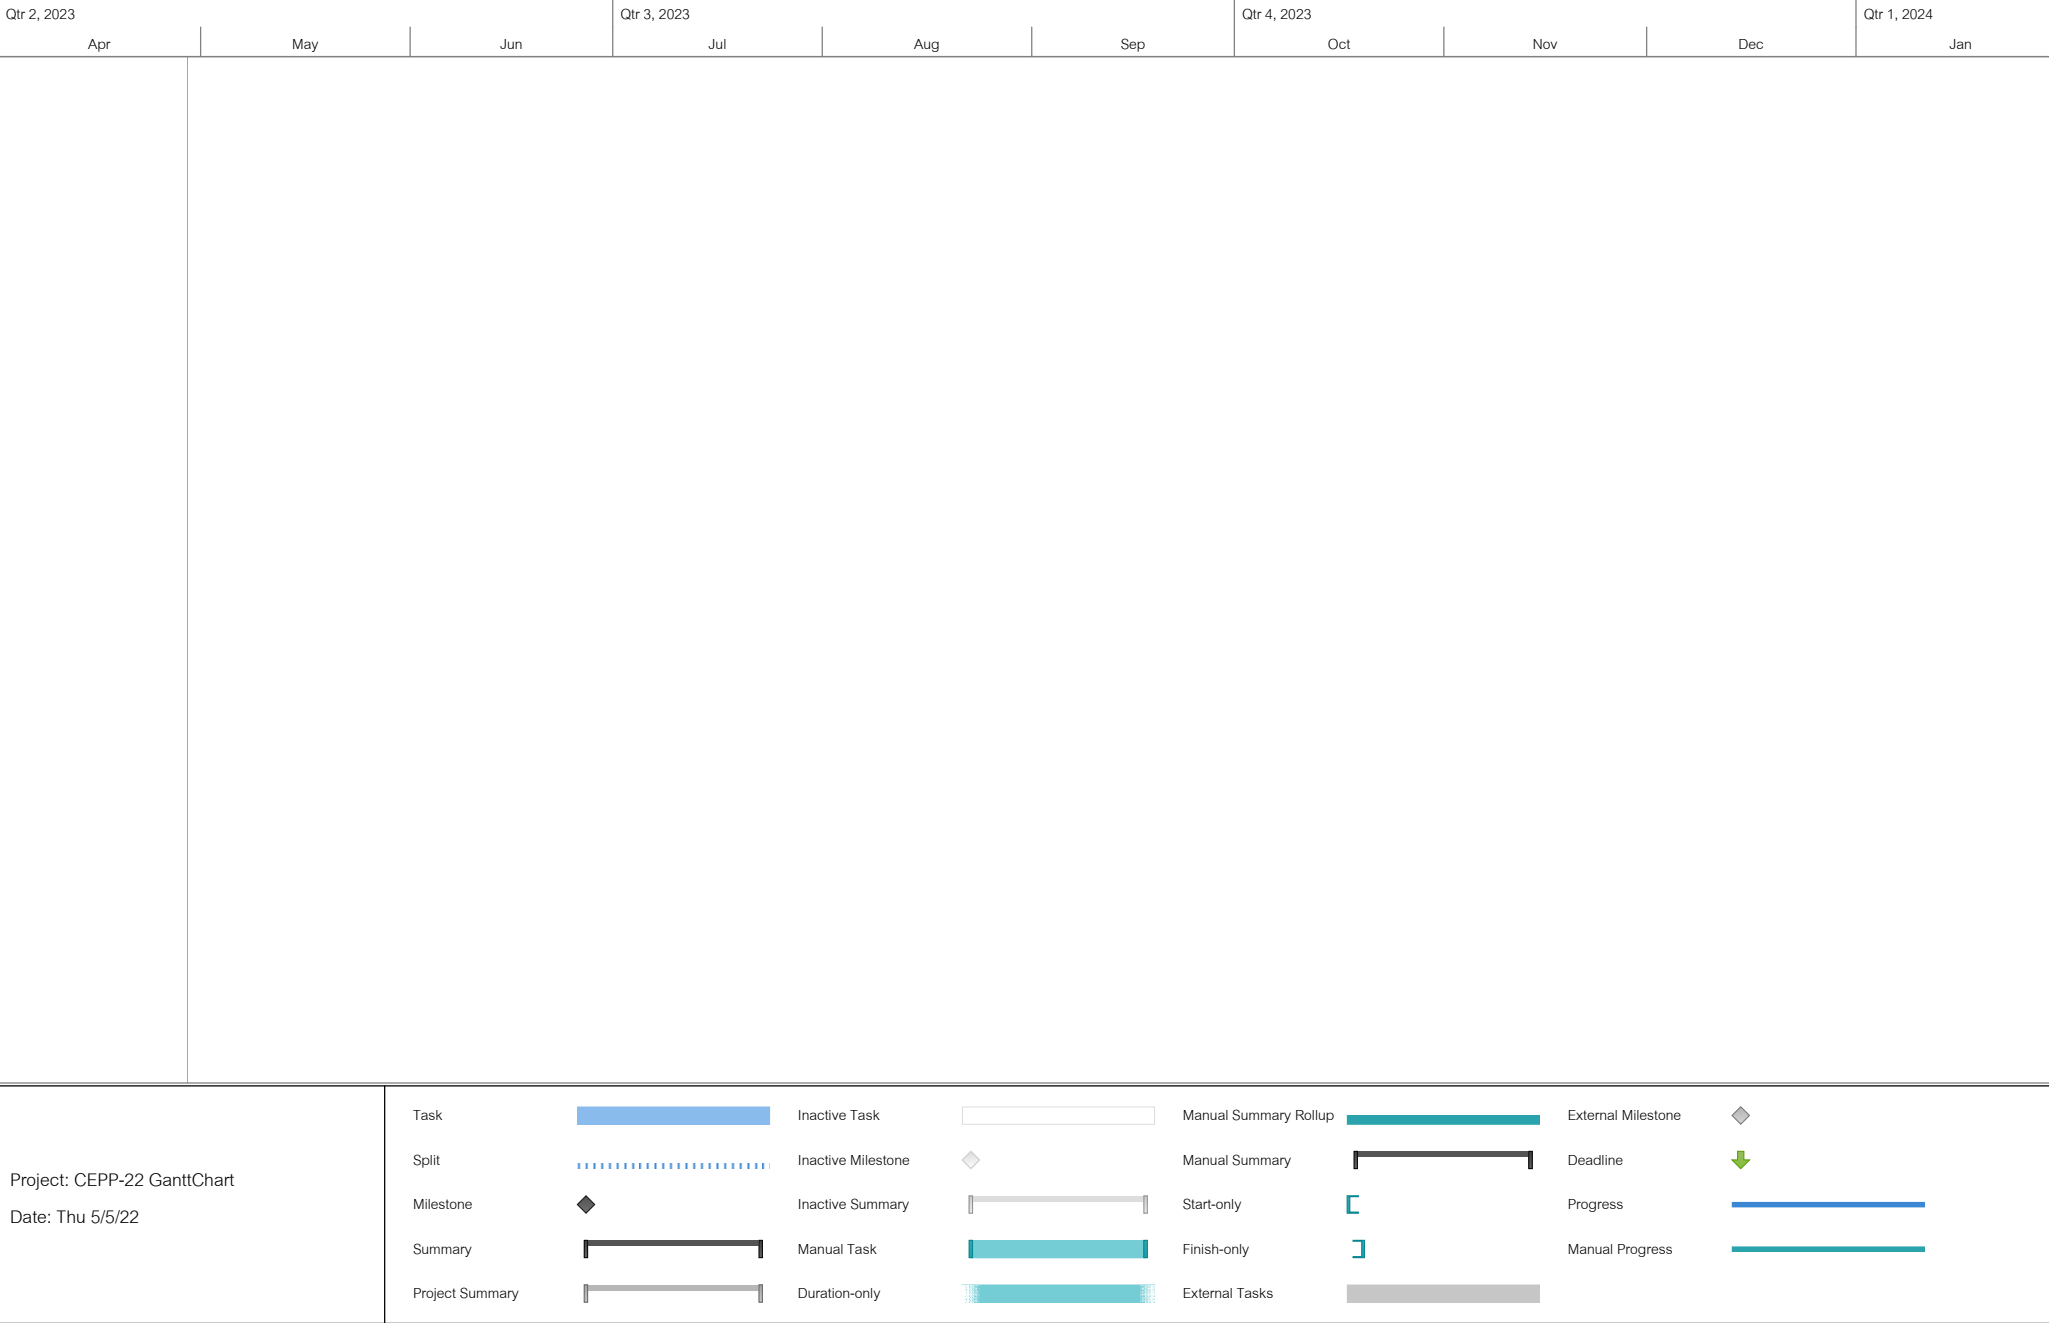 Qtr 2, 2023 Qtr 3, 2023 Qtr 4, 2023 Qtr 1, 2024
Apr May Jun Jul Aug Sep Oct Nov Dec Jan
Project: CEPP-22 GanttChart
Date: Thu 5/5/22
Task Inactive Task Manual Summary Rollup External Milestone
Split Inactive Milestone Manual Summary Deadline
Milestone Inactive Summary Start-only Progress
Summary Manual Task Finish-only Manual Progress
Project Summary Duration-only External Tasks